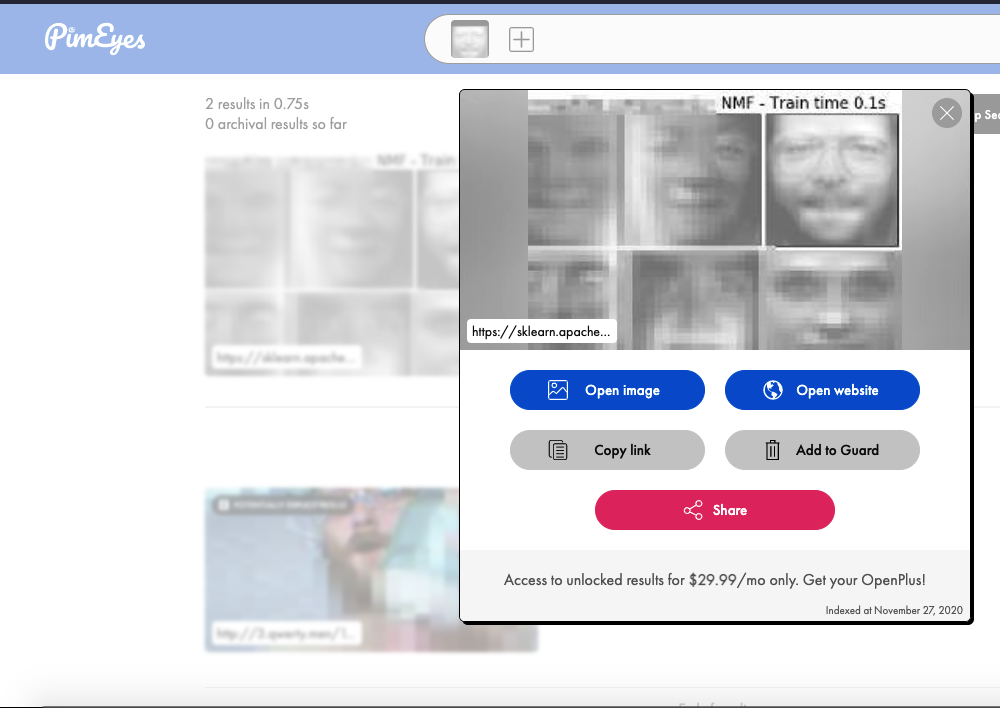 PimEyes
2 results in 0.75s
0 archival results so far
NMF - Train
https://sklearn.apache...
NMF - Train time 0.1s
p Sea
https://sklearn.apache...
Open image
Open website
Copy link
Add to Guard
Share
Access to unlocked results for $29.99/mo only. Get your OpenPlus!
Indexed at November 27, 2020
http://3.qwerty.men/1...